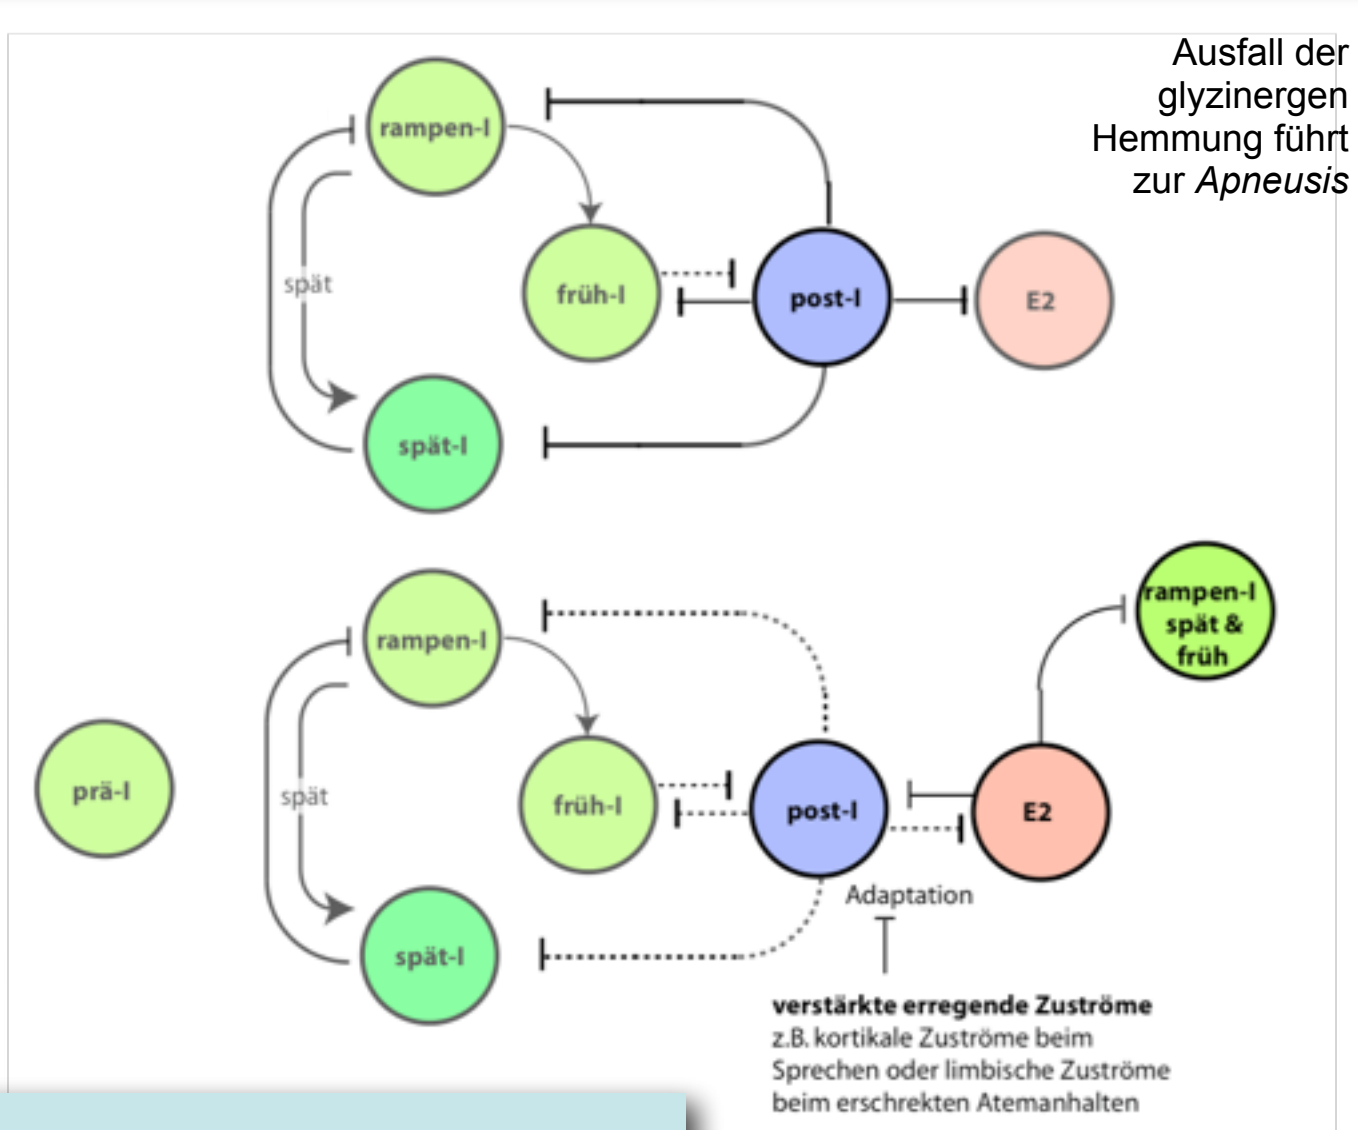 Ausfall der
glyzinergen
Hemmung führt
zur Apneusis
rampen-I
spät
früh-I
post-I
E2
spät-I
rampen-I
spät &
früh
rampen-I
prä-I
spät
früh-I
post-I
E2
Adaptation
spät-I
verstärkte erregende Zuströme
z.B. kortikale Zuströme beim
Sprechen oder limbische Zuströme
beim erschrekten Atemanhalten